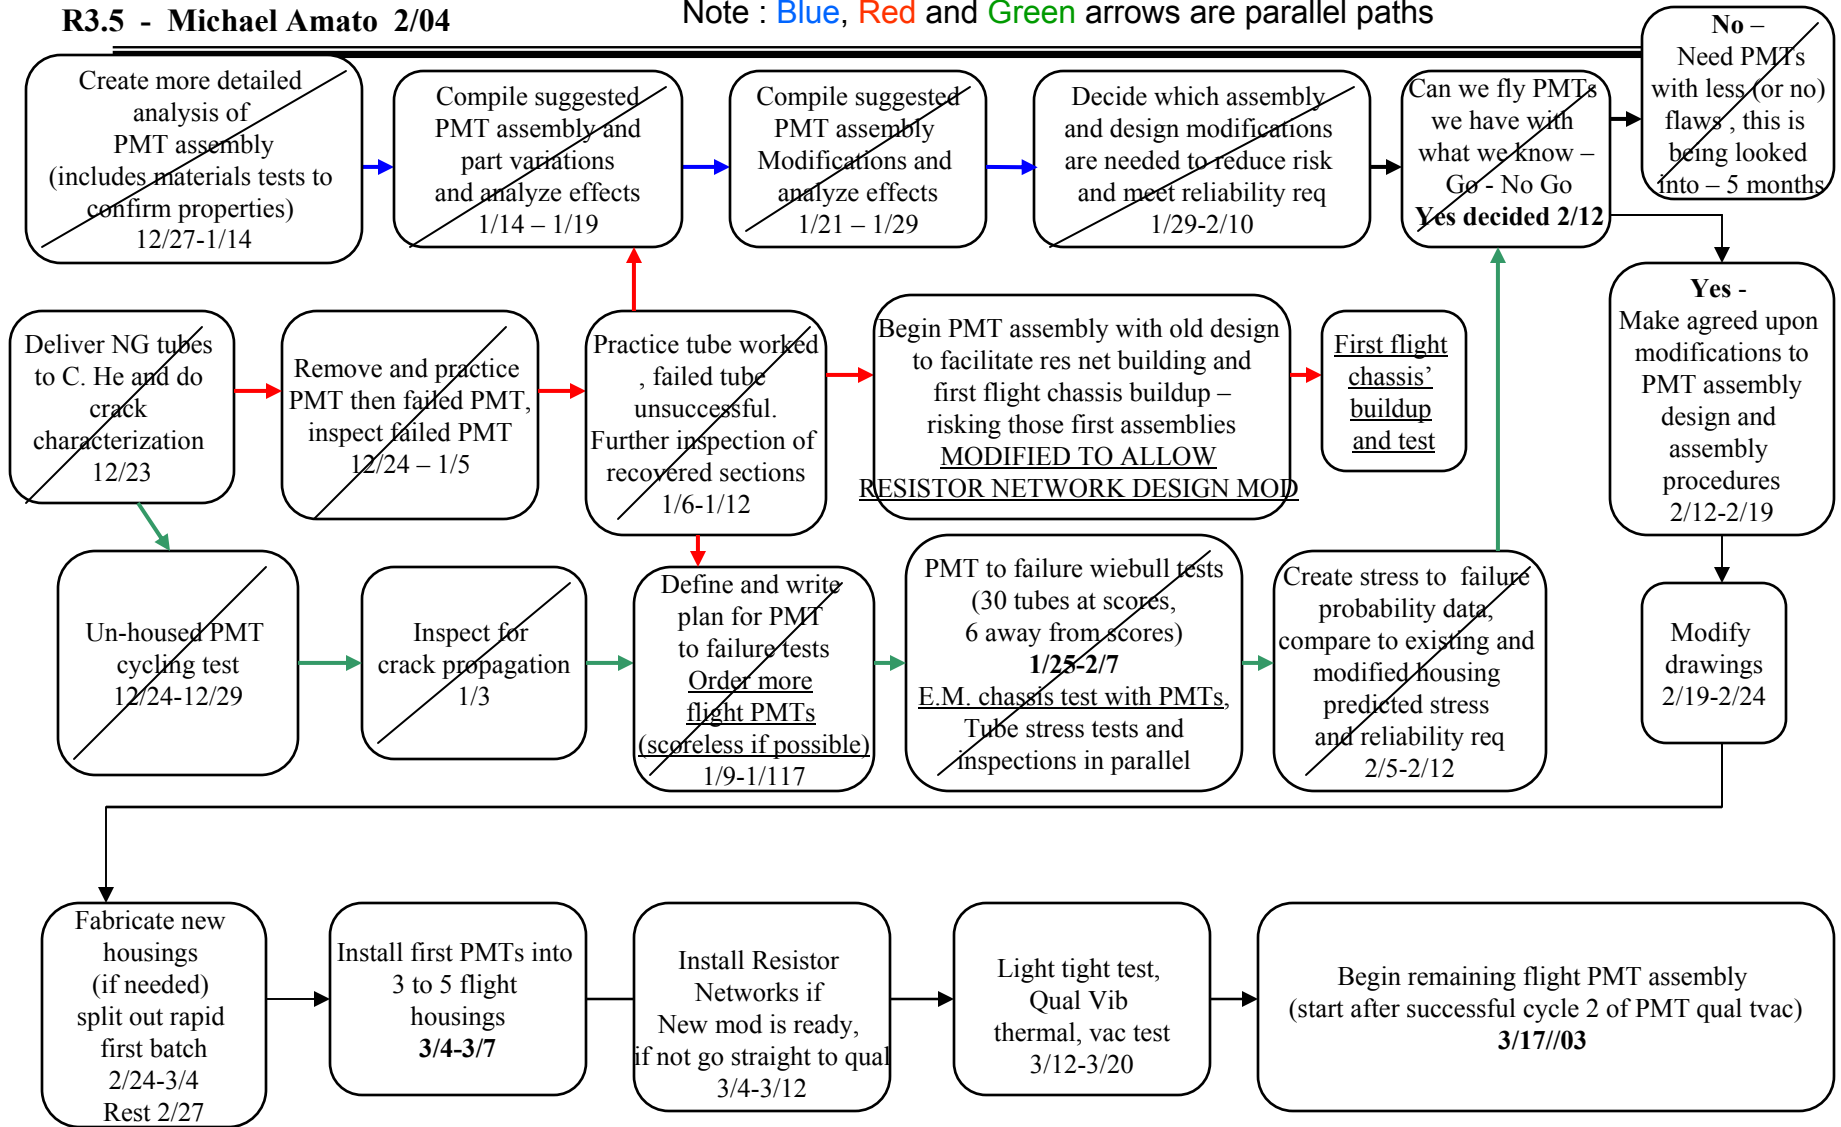 R3.5 - Michael Amato 2/04
Note : Blue, Red and Green arrows are parallel paths
Create more detailed
analysis of
PMT assembly
(includes materials tests to
confirm properties)
12/27-1/14
Compile suggested
PMT assembly and
part variations
and analyze effects
1/14 – 1/19
Compile suggested
PMT assembly
Modifications and
analyze effects
1/21 – 1/29
Decide which assembly
and design modifications
are needed to reduce risk
and meet reliability req
1/29-2/10
Can we fly PMTs
we have with
what we know –
Go - No Go
Yes decided 2/12
No –
Need PMTs
with less (or no)
flaws , this is
being looked
into – 5 months
Deliver NG tubes
to C. He and do
crack
characterization
12/23
Remove and practice
PMT then failed PMT,
inspect failed PMT
12/24 – 1/5
Practice tube worked
, failed tube
unsuccessful.
Further inspection of
recovered sections
1/6-1/12
Begin PMT assembly with old design
to facilitate res net building and
first flight chassis buildup –
risking those first assemblies
MODIFIED TO ALLOW
RESISTOR NETWORK DESIGN MOD
First flight
chassis’
buildup
and test
Yes -
Make agreed upon
modifications to
PMT assembly
design and
assembly
procedures
2/12-2/19
Un-housed PMT
cycling test
12/24-12/29
Inspect for
crack propagation
1/3
Define and write
plan for PMT
to failure tests
Order more
flight PMTs
(scoreless if possible)
1/9-1/117
PMT to failure wiebull tests
(30 tubes at scores,
6 away from scores)
1/25-2/7
E.M. chassis test with PMTs,
Tube stress tests and
inspections in parallel
Create stress to failure
probability data,
compare to existing and
modified housing
predicted stress
and reliability req
2/5-2/12
Modify
drawings
2/19-2/24
Fabricate new
housings
(if needed)
split out rapid
first batch
2/24-3/4
Rest 2/27
Install first PMTs into
3 to 5 flight
housings
3/4-3/7
Install Resistor
Networks if
New mod is ready,
if not go straight to qual
3/4-3/12
Light tight test,
Qual Vib
thermal, vac test
3/12-3/20
Begin remaining flight PMT assembly
(start after successful cycle 2 of PMT qual tvac)
3/17//03